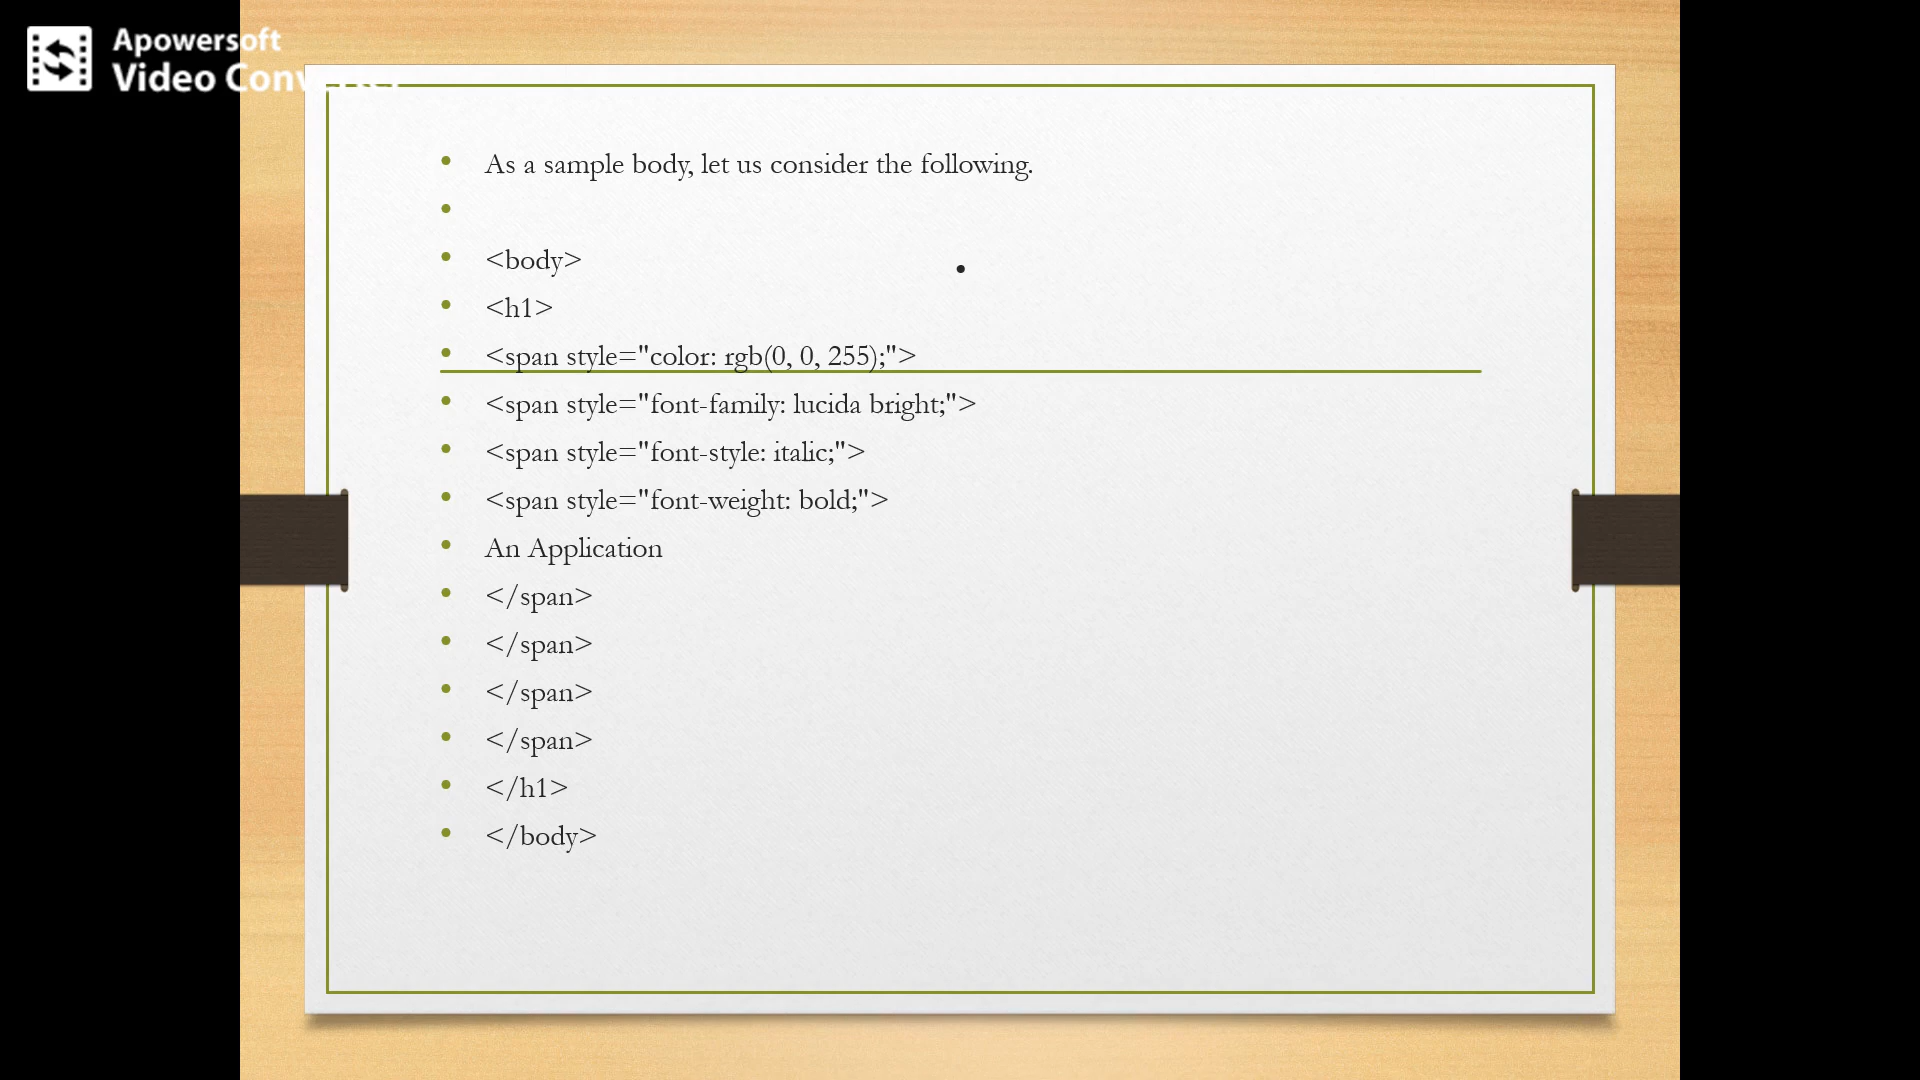 Apowersoft
Video Converter
• As a sample body, let us consider the following.
•
• <body>
•
• <h1>
• <span style="color: rgb(0, 0, 255);">
• <span style="font-family: lucida bright;">
• <span style="font-style: italic;">
• <span style="font-weight: bold;">
• An Application
• </span>
• </span>
• </span>
• </span>
• </h1>
• </body>